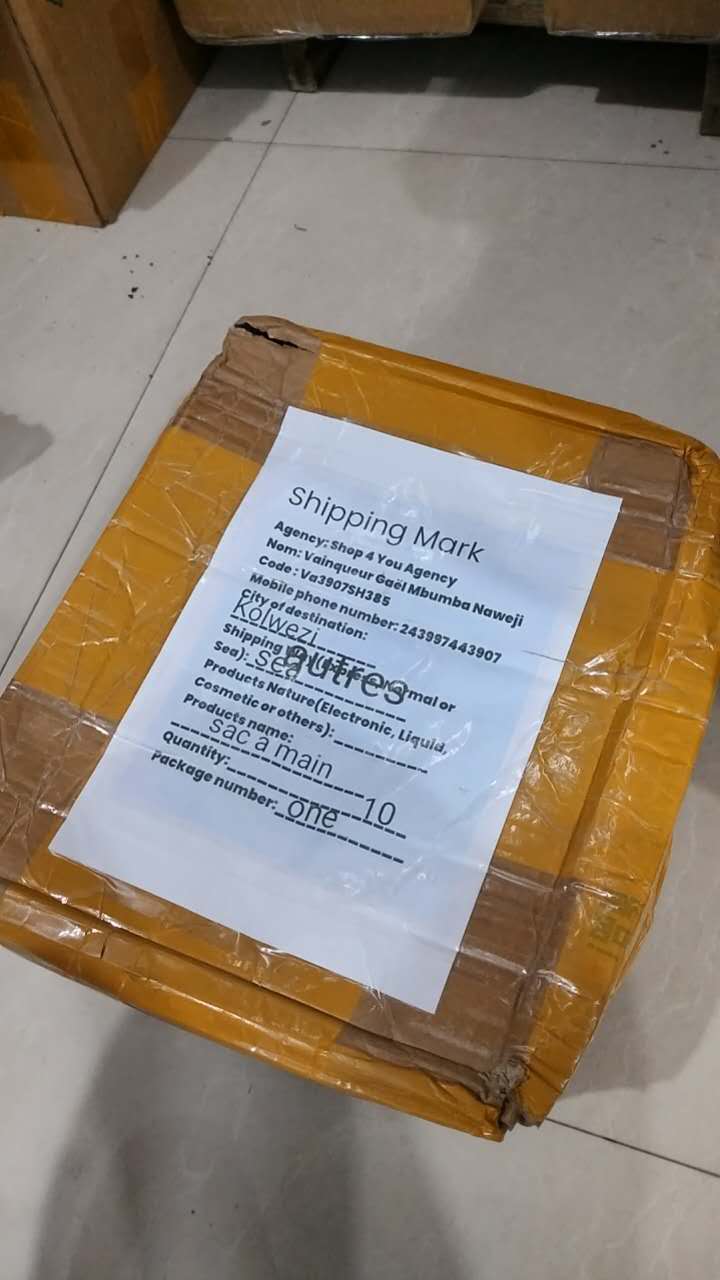 Shipping Mark
Agency: Shop 4 You Agency
Nom: Vainqueur Gaël Mbumba Naweji
Code : Va3907SH385
Mobile phone number: 243997443907
City of destination:
Kolwezi
Shipping normal or
Sea): sea autres
Products Nature(Electronic, Liquid,
Cosmetic or others):
Products name:
sac à main
Quantity: 10
Package number: one